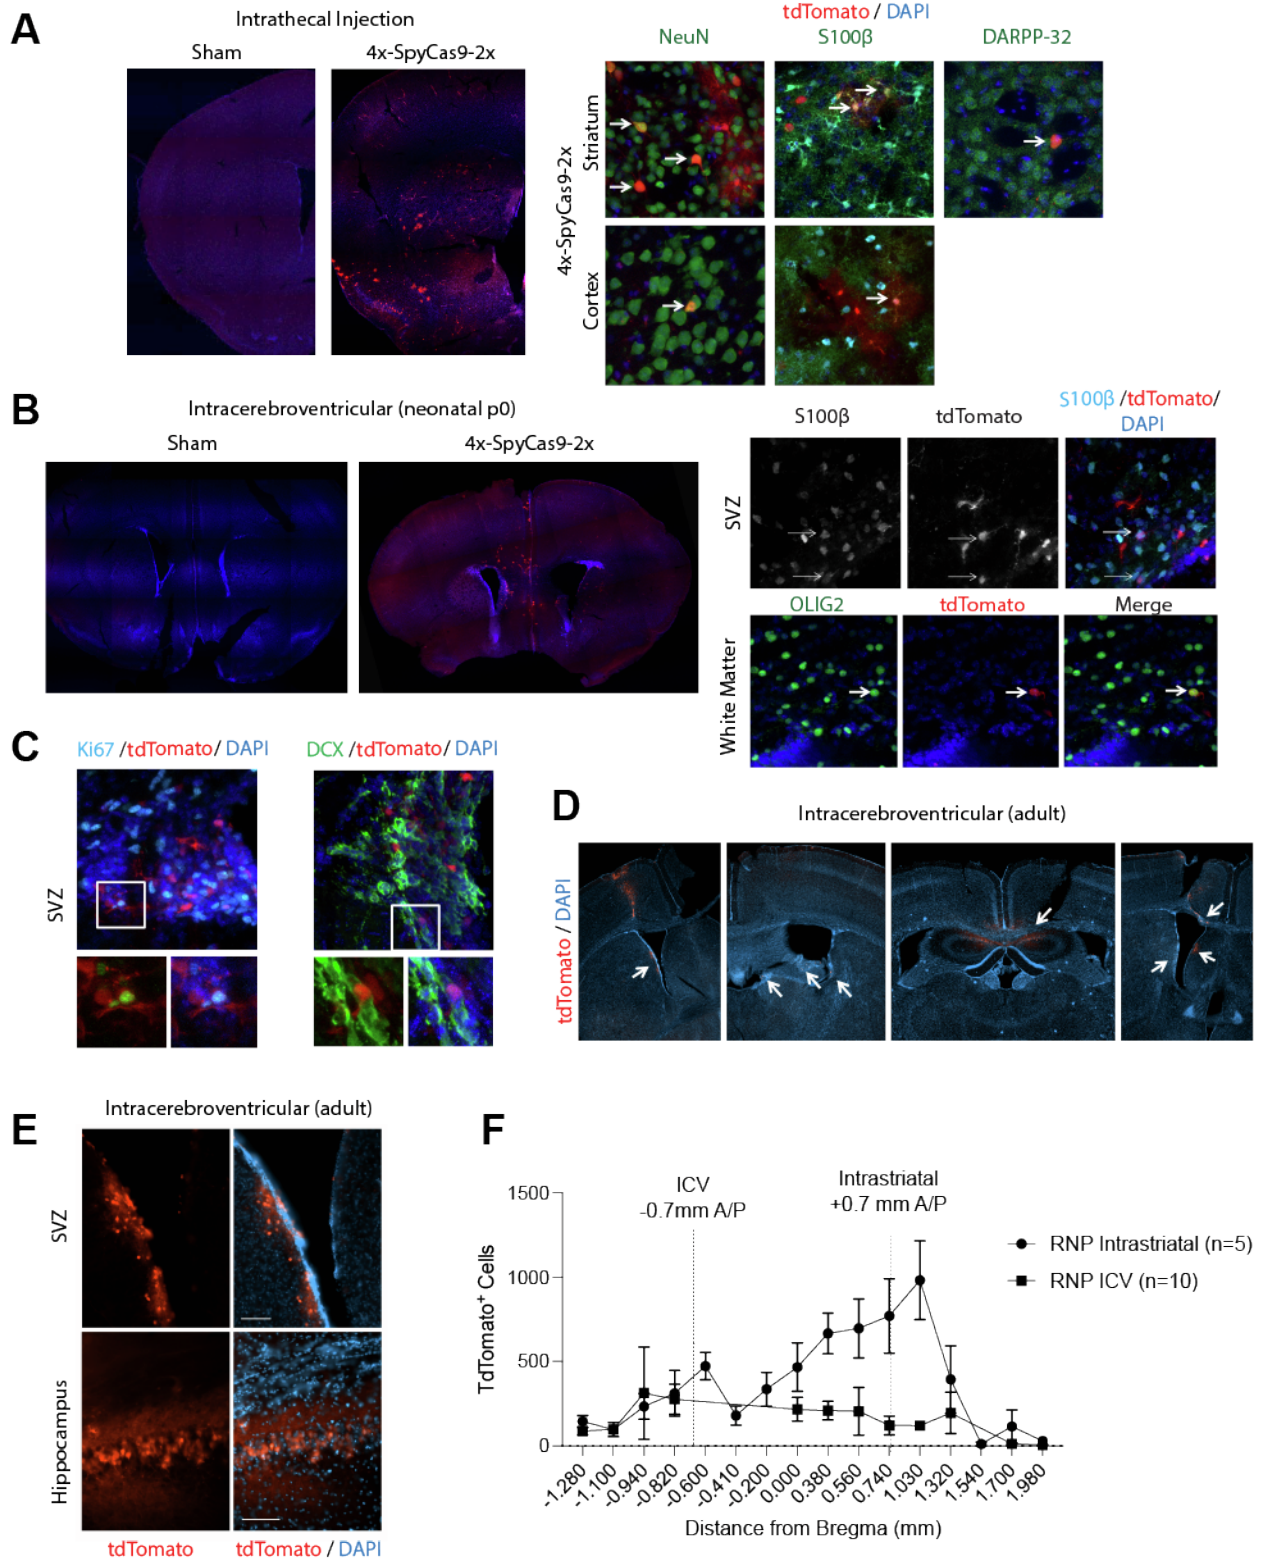 A
Intrathecal Injection
Sham
4x-SpyCas9-2x
tdTomato / DAPI
NeuN
S100β
DARPP-32
4x-SpyCas9-2x
Striatum
Cortex
B
Intracerebroventricular (neonatal p0)
Sham
4x-SpyCas9-2x
S100β
tdTomato
S100β /tdTomato/
DAPI
SVZ
OLIG2
tdTomato
Merge
White Matter
C
Ki67 /tdTomato/ DAPI
DCX /tdTomato/ DAPI
SVZ
D
Intracerebroventricular (adult)
tdTomato / DAPI
E
Intracerebroventricular (adult)
SVZ
Hippocampus
tdTomato
tdTomato / DAPI
F
ICV
-0.7mm A/P
Intrastriatal
+0.7 mm A/P
TdTomato⁺ Cells
1500
1000
500
0
RNP Intrastriatal (n=5)
RNP ICV (n=10)
-1.280
-1.100
-0.940
-0.820
-0.600
-0.410
-0.200
0.000
0.380
0.560
0.740
1.030
1.320
1.540
1.700
1.980
Distance from Bregma (mm)